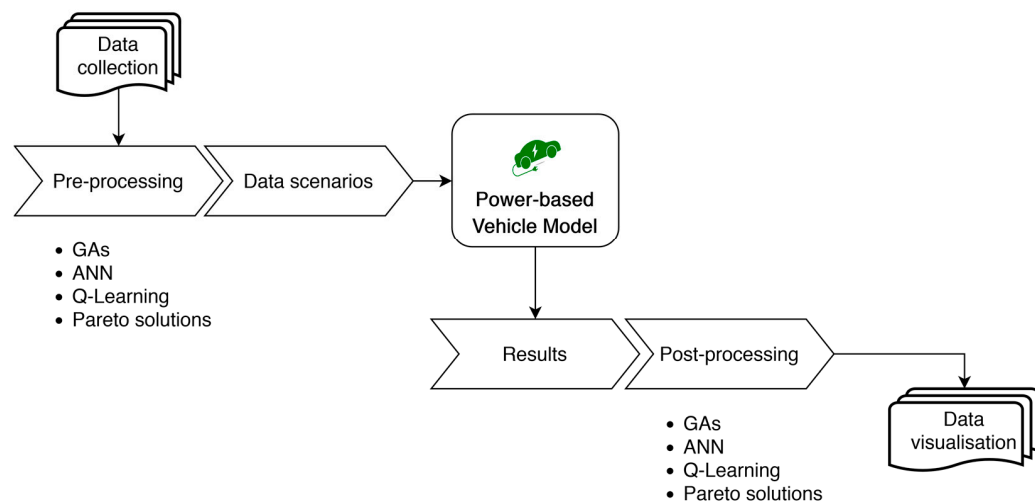 Data
collection
Pre-processing
Data scenarios
Power-based
Vehicle Model
• GAs
• ANN
• Q-Learning
• Pareto solutions
Results
Post-processing
• GAs
• ANN
• Q-Learning
• Pareto solutions
Data
visualisation